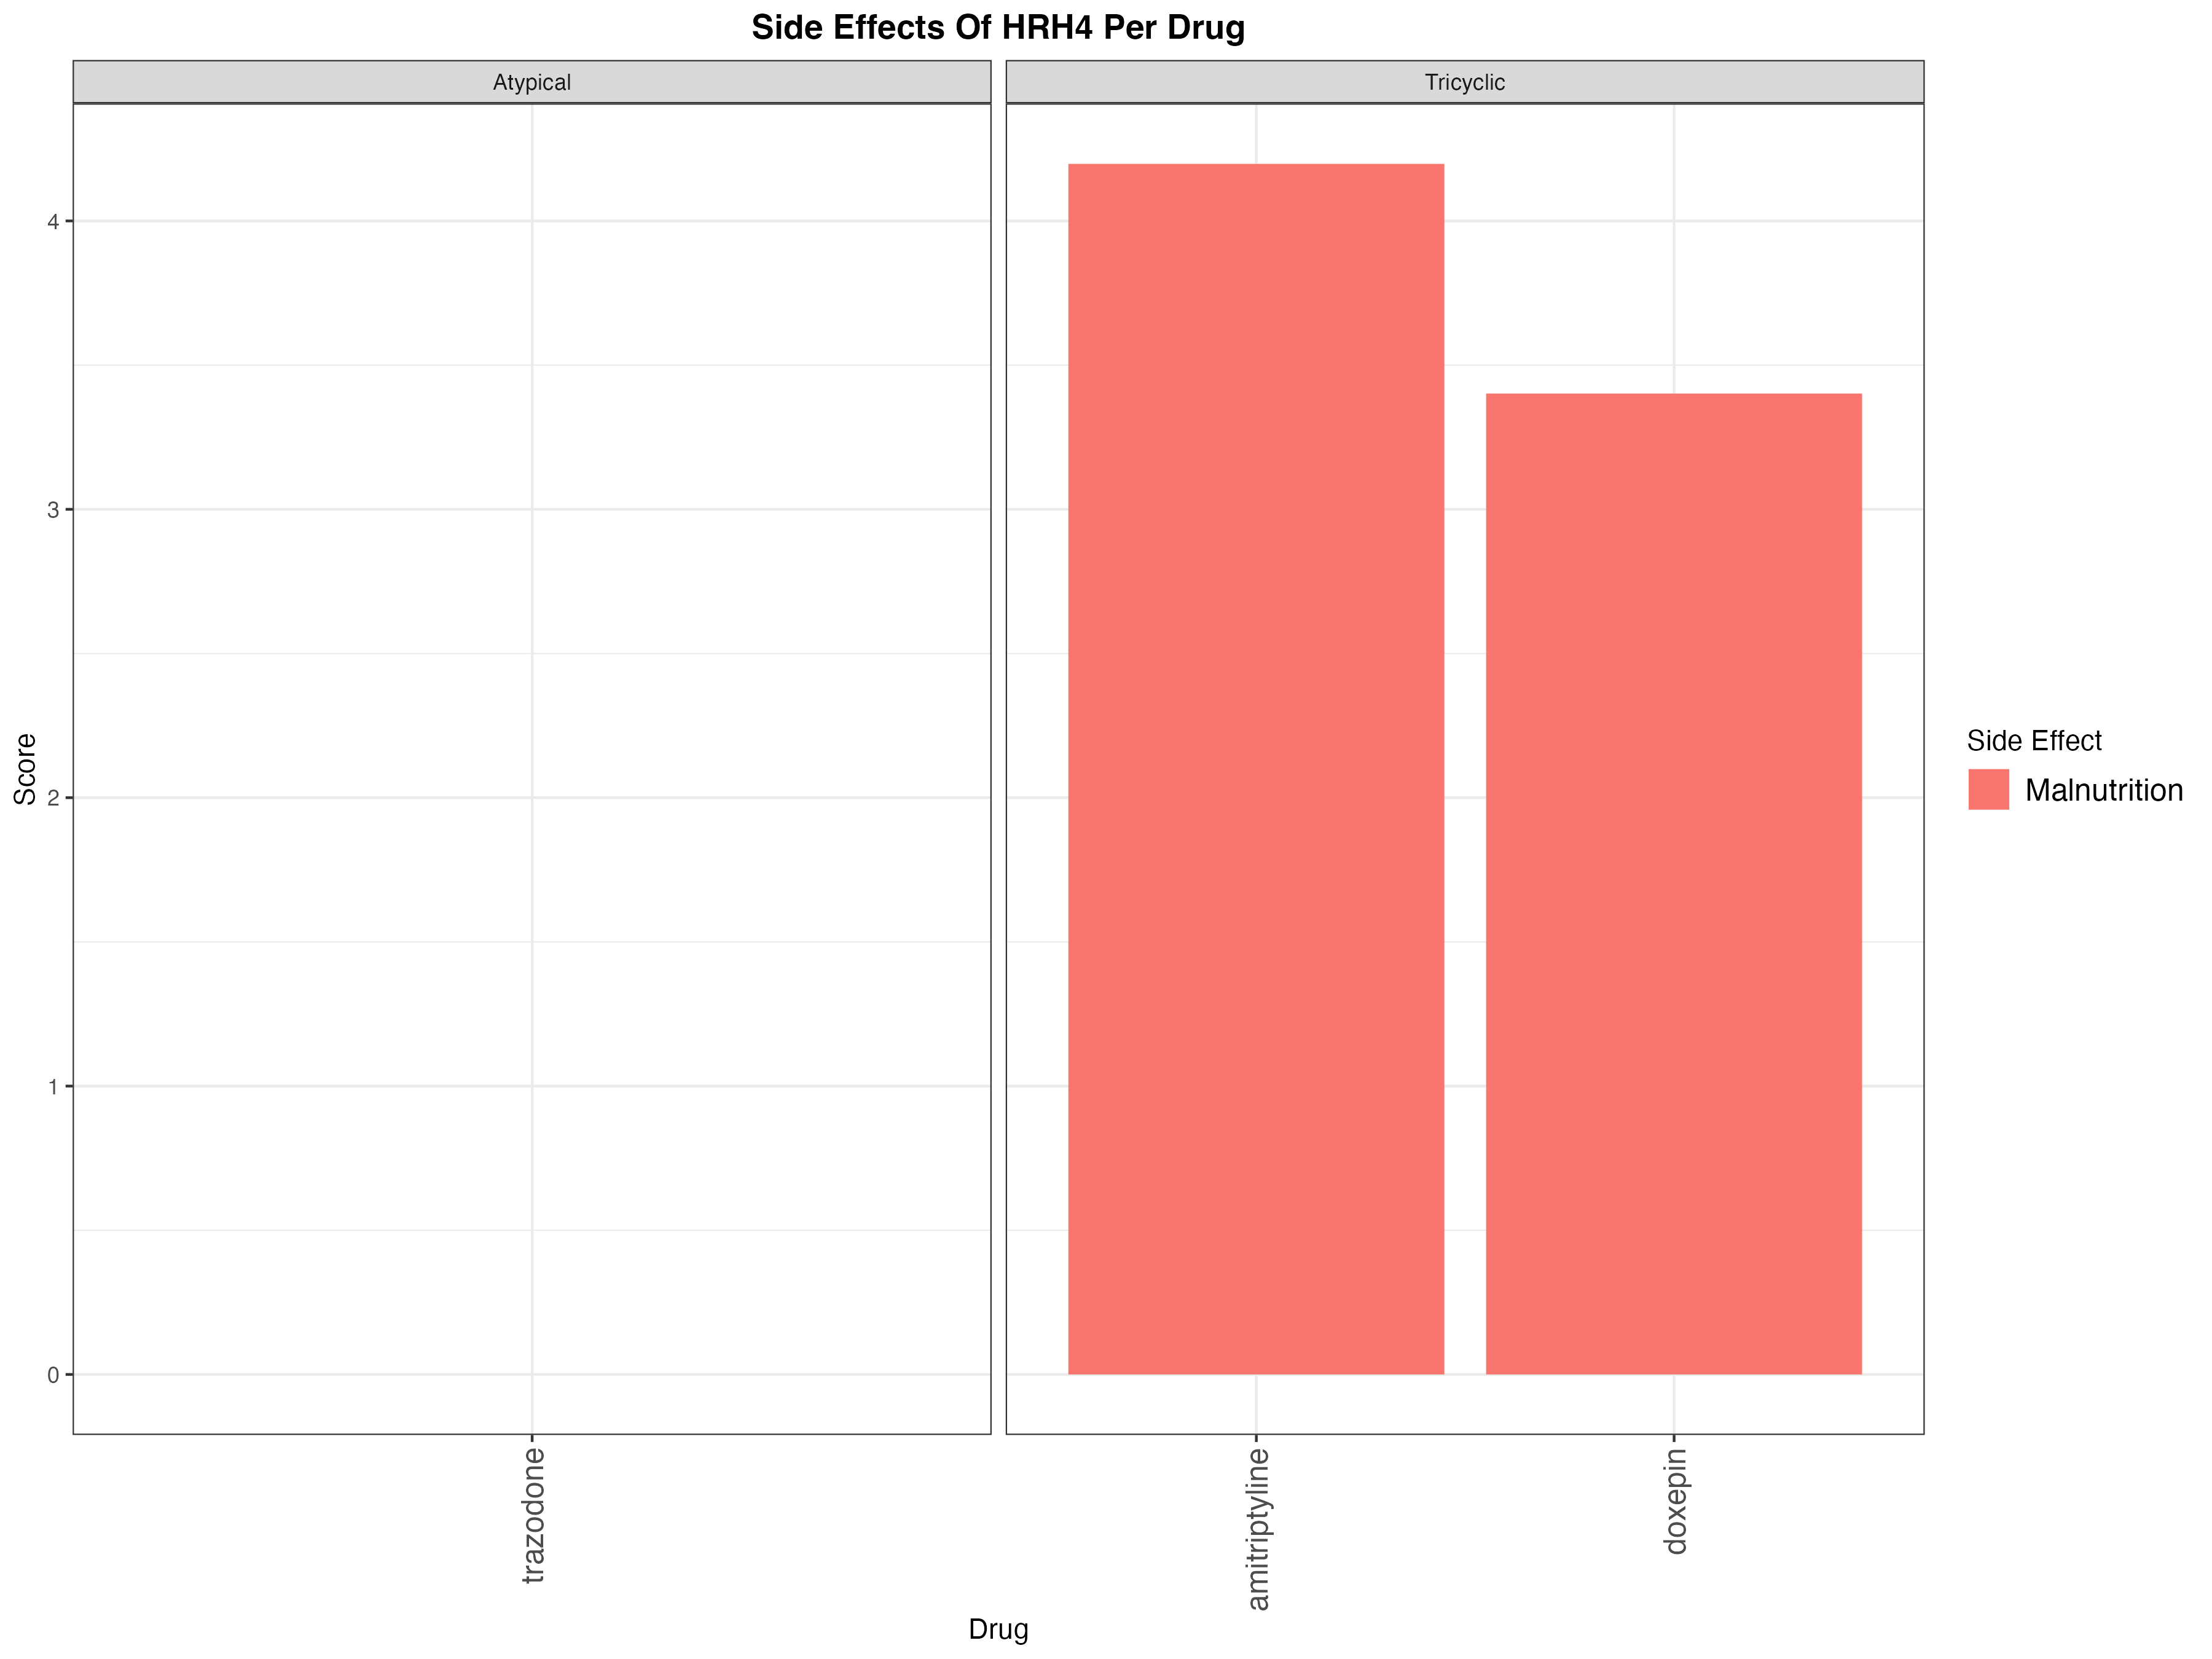 Side Effects Of HRH4 Per Drug
Atypical
Tricyclic
4
3
2
1
0
Score
trazodone
amitriptyline
doxepin
Drug
Side Effect
Malnutrition